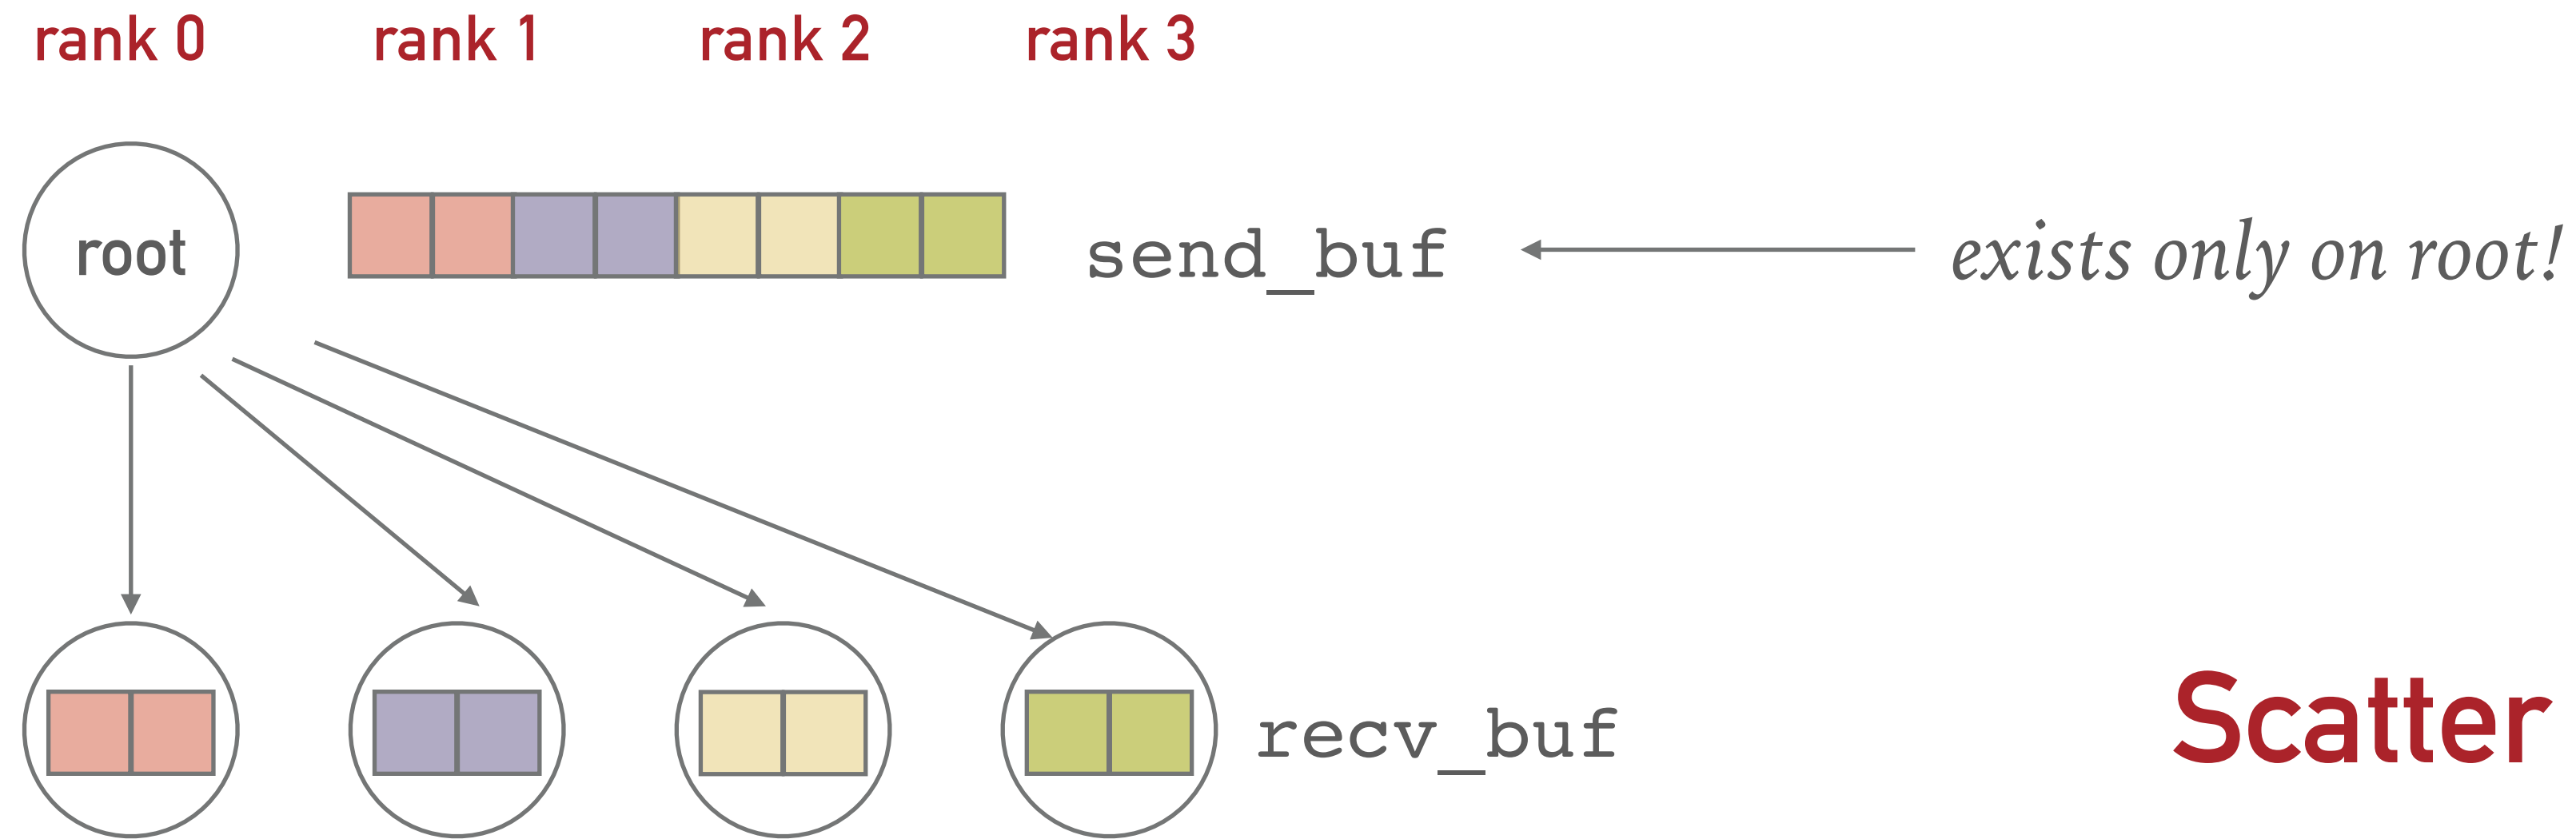 rank 0 rank 1 rank 2 rank 3
root
send_buf
exists only on root!
recv_buf
Scatter